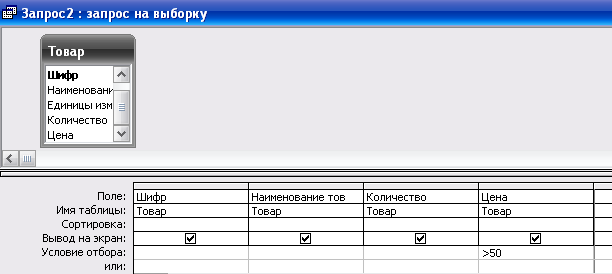 Запрос2 : запрос на выборку
Товар
Шифр
Наименовани
Единицы изм
Количество
Цена
Поле: Шифр Наименование тов Количество Цена
Имя таблицы: Товар Товар Товар Товар
Сортировка:
Вывод на экран:
Условие отбора: >50
или: